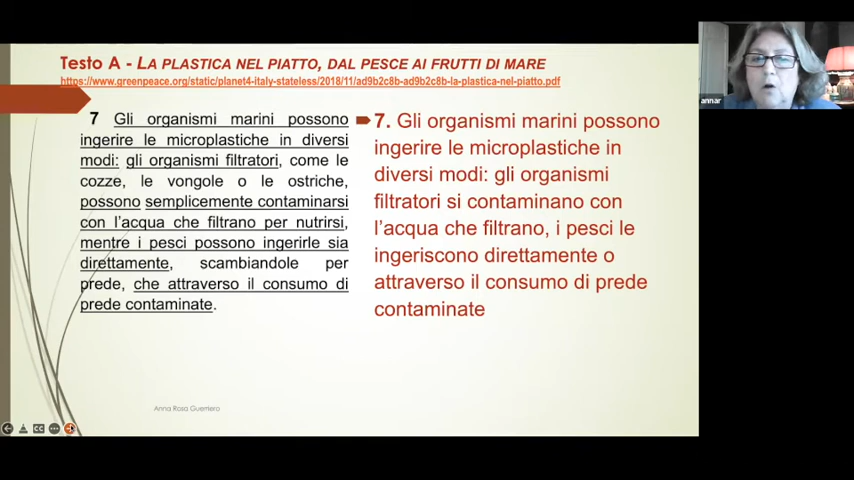 Testo A - LA PLASTICA NEL PIATTO, DAL PESCE AI FRUTTI DI MARE
https://www.greenpeace.org/static/planet4-italy-stateless/2018/11/ad9b2c8b-ad9b2c8b-la-plastica-nel-piatto.pdf
7 Gli organismi marini possono
ingerire le microplastiche in diversi
modi: gli organismi filtratori, come le
cozze, le vongole o le ostriche,
possono semplicemente contaminarsi
con l'acqua che filtrano per nutrirsi,
mentre i pesci possono ingerirle sia
direttamente, scambiandole per
prede, che attraverso il consumo di
prede contaminate.
7. Gli organismi marini possono
ingerire le microplastiche in
diversi modi: gli organismi
filtratori si contaminano con
l'acqua che filtrano, i pesci le
ingeriscono direttamente o
attraverso il consumo di prede
contaminate
Anna Rosa Guerriero
annar
CC